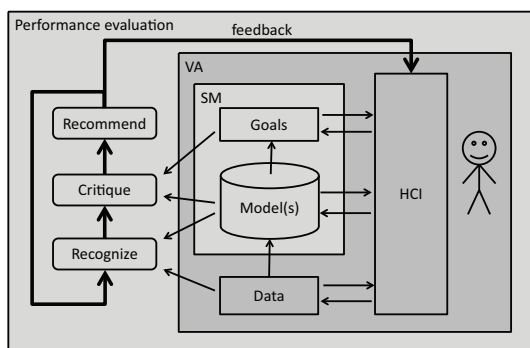 Performance evaluation
feedback
VA
SM
Recommend
Goals
Critique
Model(s)
HCI
Recognize
Data